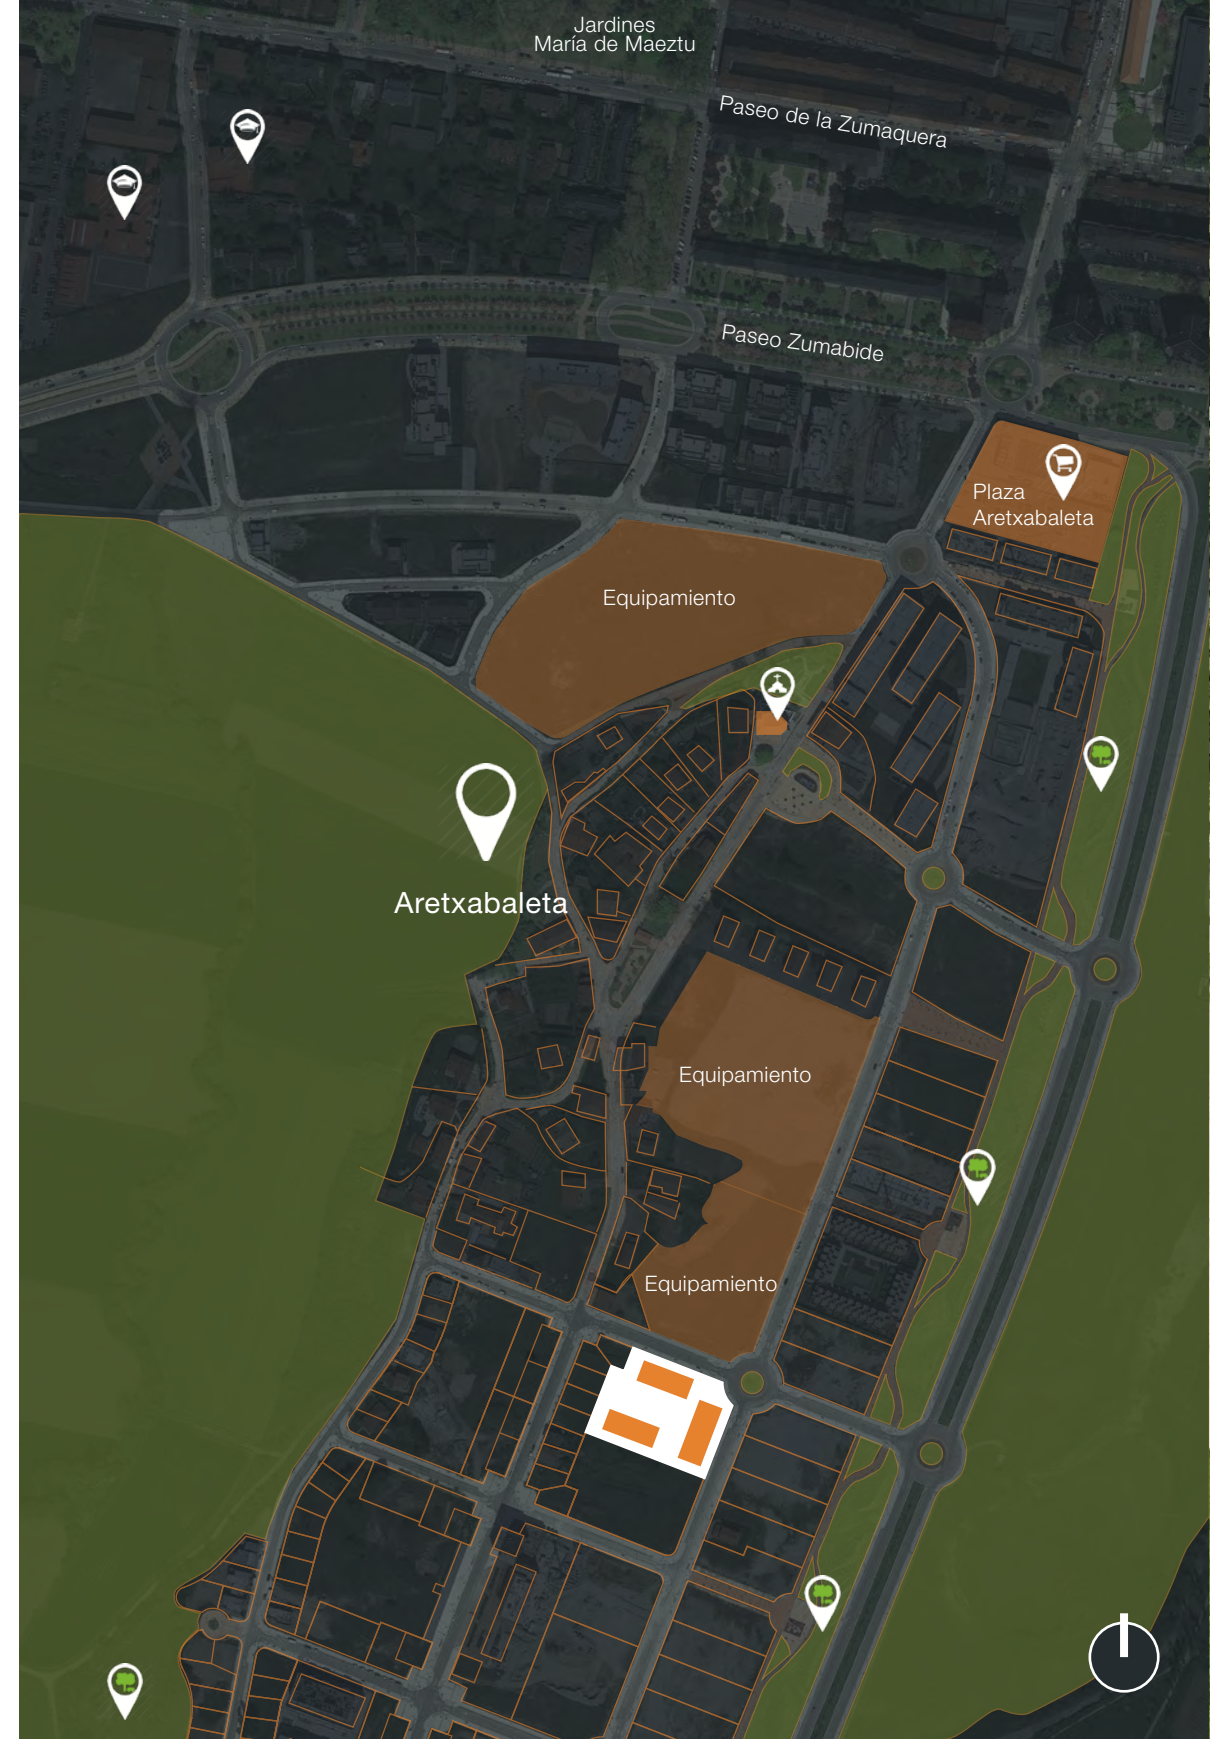 Jardines
María de Maeztu
Paseo de la Zumaquera
Paseo Zumabide
Plaza
Aretxabaleta
Equipamiento
Aretxabaleta
Equipamiento
Equipamiento